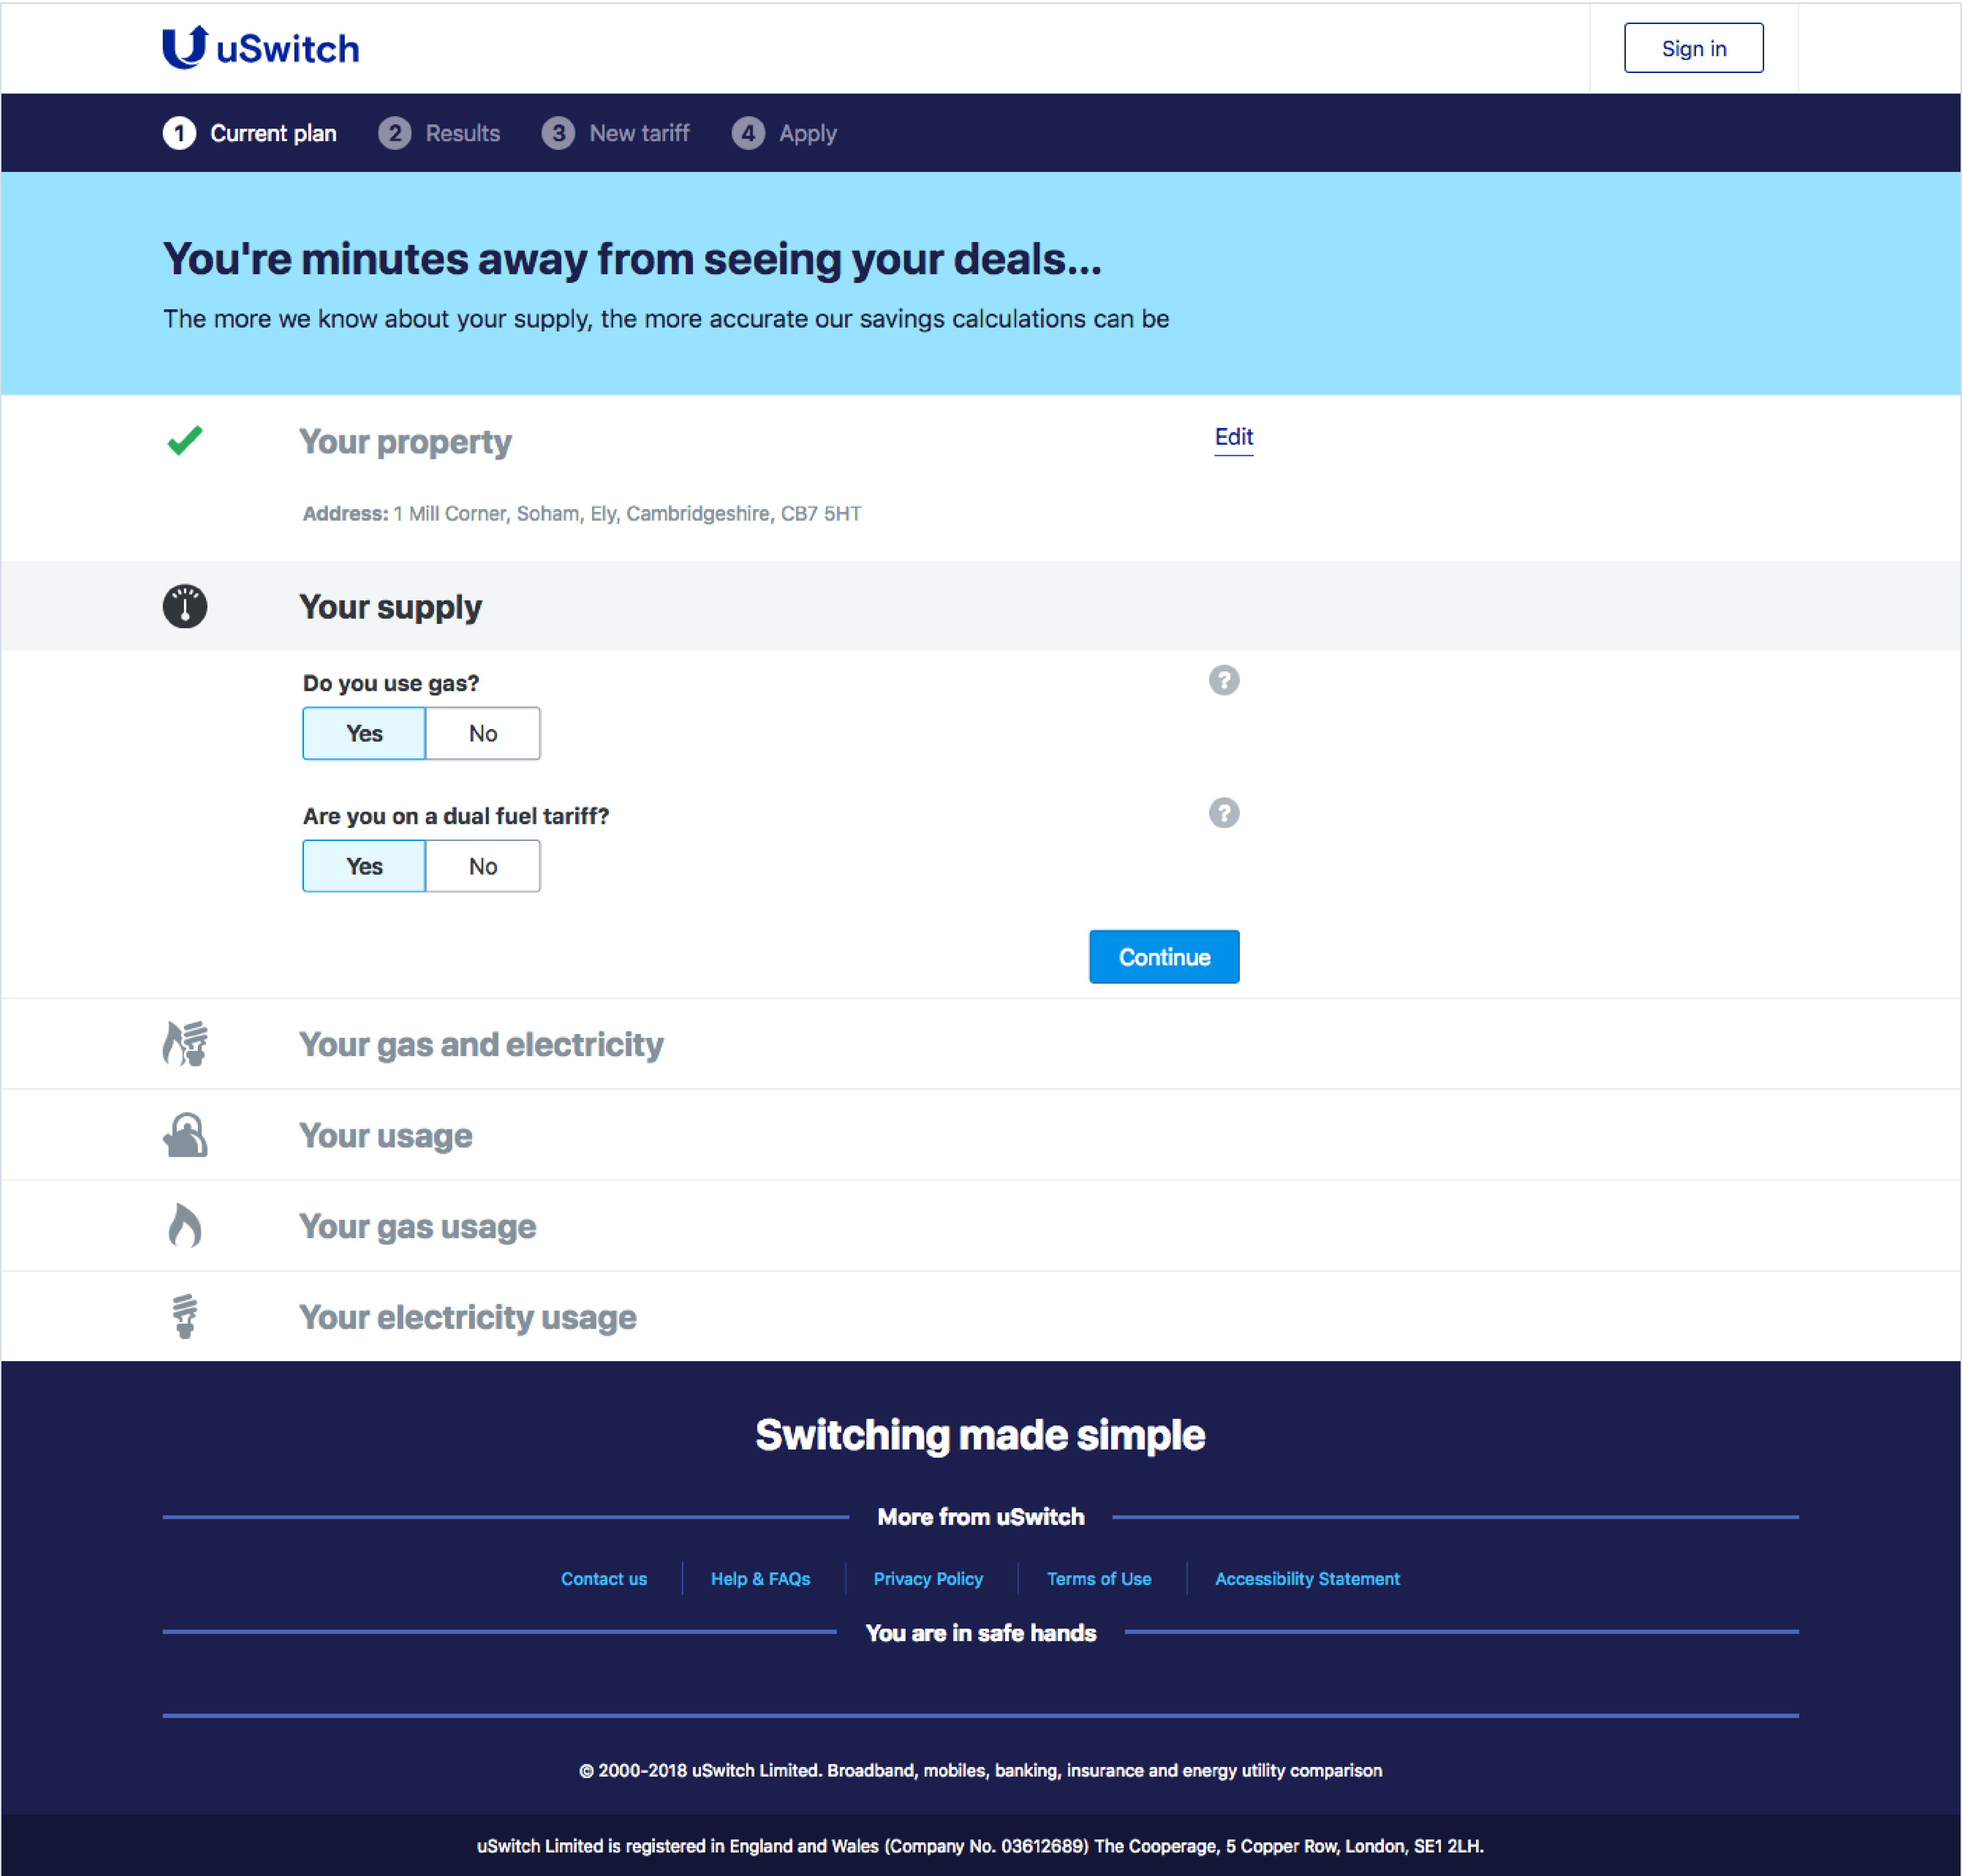 uSwitch
Sign in
1 Current plan 2 Results 3 New tariff 4 Apply
You're minutes away from seeing your deals...
The more we know about your supply, the more accurate our savings calculations can be
Your property
Edit
Address: 1 Mill Corner, Soham, Ely, Cambridgeshire, CB7 5HT
Your supply
Do you use gas?
?
Yes No
Are you on a dual fuel tariff?
?
Yes No
Continue
Your gas and electricity
Your usage
Your gas usage
Your electricity usage
Switching made simple
More from uSwitch
Contact us Help & FAQs Privacy Policy Terms of Use Accessibility Statement
You are in safe hands
© 2000-2018 uSwitch Limited. Broadband, mobiles, banking, insurance and energy utility comparison
uSwitch Limited is registered in England and Wales (Company No. 03612689) The Cooperage, 5 Copper Row, London, SE1 2LH.